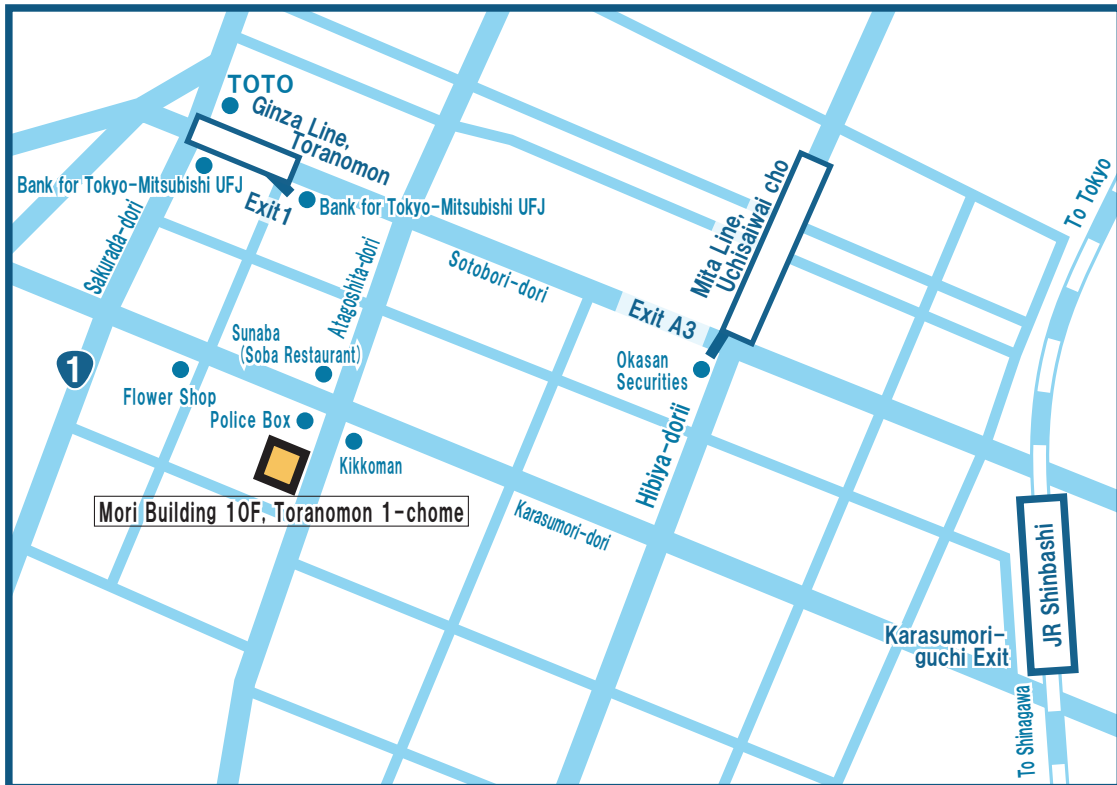 TOTO
Ginza Line,
Toranomon
Bank for Tokyo-Mitsubishi UFJ
Exit1
Bank for Tokyo-Mitsubishi UFJ
Sakurada-dori
Atagoshita-dori
Sotobori-dori
Mita Line,
Uchisaiwai cho
To Tokyo
Exit A3
Okasan
Securities
Sunaba
(Soba Restaurant)
1
Flower Shop
Police Box
Kikkoman
Hibiya-dorii
Mori Building 10F, Toranomon 1-chome
Karasumori-dori
JR Shinbashi
Karasumori-
guchi Exit
To Shinagawa